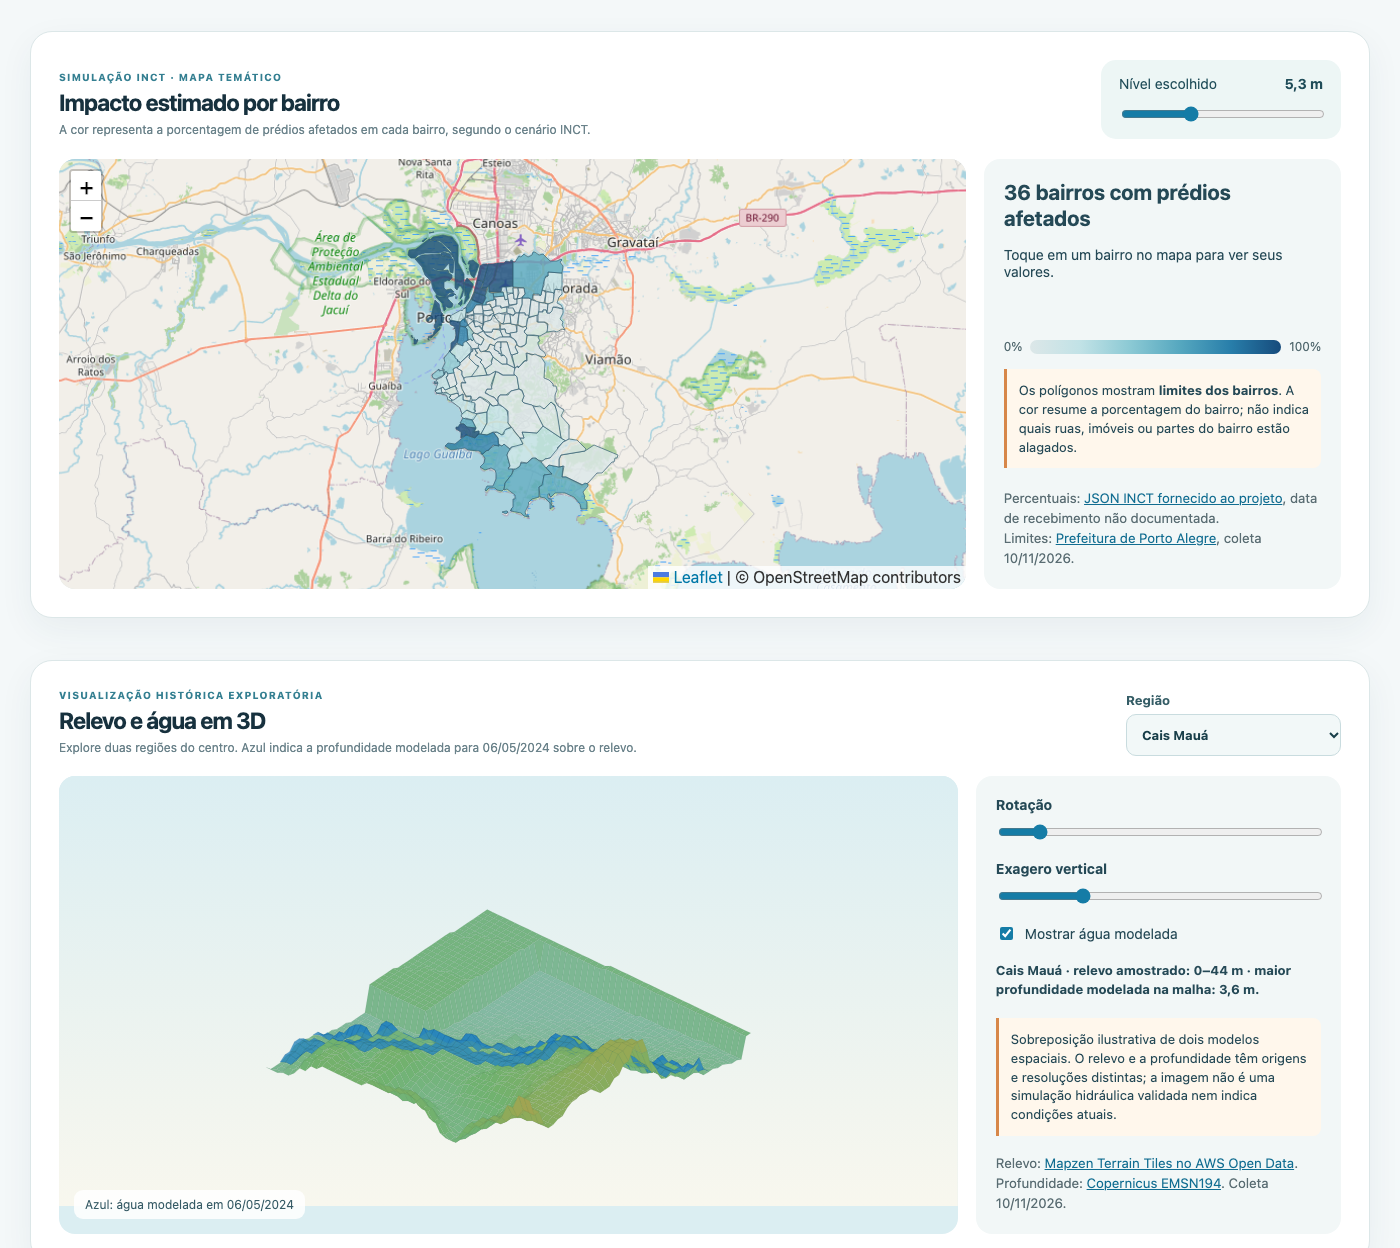 SIMULAÇÃO INCT · MAPA TEMÁTICO
Impacto estimado por bairro
A cor representa a porcentagem de prédios afetados em cada bairro, segundo o cenário INCT.
Nível escolhido 5,3 m
+
−
Nova Santa
Rita
Esteio
Canoas
BR-290
Gravataí
Triunfo
São Jerônimo
Charqueadas
Área de
Proteção
Ambiental
Estadual
Delta do
Jacuí
Eldorado do
Sul
orada
Porto
Arroio dos
Ratos
Guaíba
Viamão
Lago Guaíba
Barra do Ribeiro
Leaflet | © OpenStreetMap contributors
36 bairros com prédios
afetados
Toque em um bairro no mapa para ver seus
valores.
0% 100%
Os polígonos mostram limites dos bairros. A
cor resume a porcentagem do bairro; não indica
quais ruas, imóveis ou partes do bairro estão
alagados.
Percentuais: JSON INCT fornecido ao projeto, data
de recebimento não documentada.
Limites: Prefeitura de Porto Alegre, coleta
10/11/2026.
VISUALIZAÇÃO HISTÓRICA EXPLORATÓRIA
Relevo e água em 3D
Explore duas regiões do centro. Azul indica a profundidade modelada para 06/05/2024 sobre o relevo.
Região
Cais Mauá
Azul: água modelada em 06/05/2024
Rotação
Exagero vertical
Mostrar água modelada
Cais Mauá · relevo amostrado: 0–44 m · maior
profundidade modelada na malha: 3,6 m.
Sobreposição ilustrativa de dois modelos
espaciais. O relevo e a profundidade têm origens
e resoluções distintas; a imagem não é uma
simulação hidráulica validada nem indica
condições atuais.
Relevo: Mapzen Terrain Tiles no AWS Open Data.
Profundidade: Copernicus EMSN194. Coleta
10/11/2026.